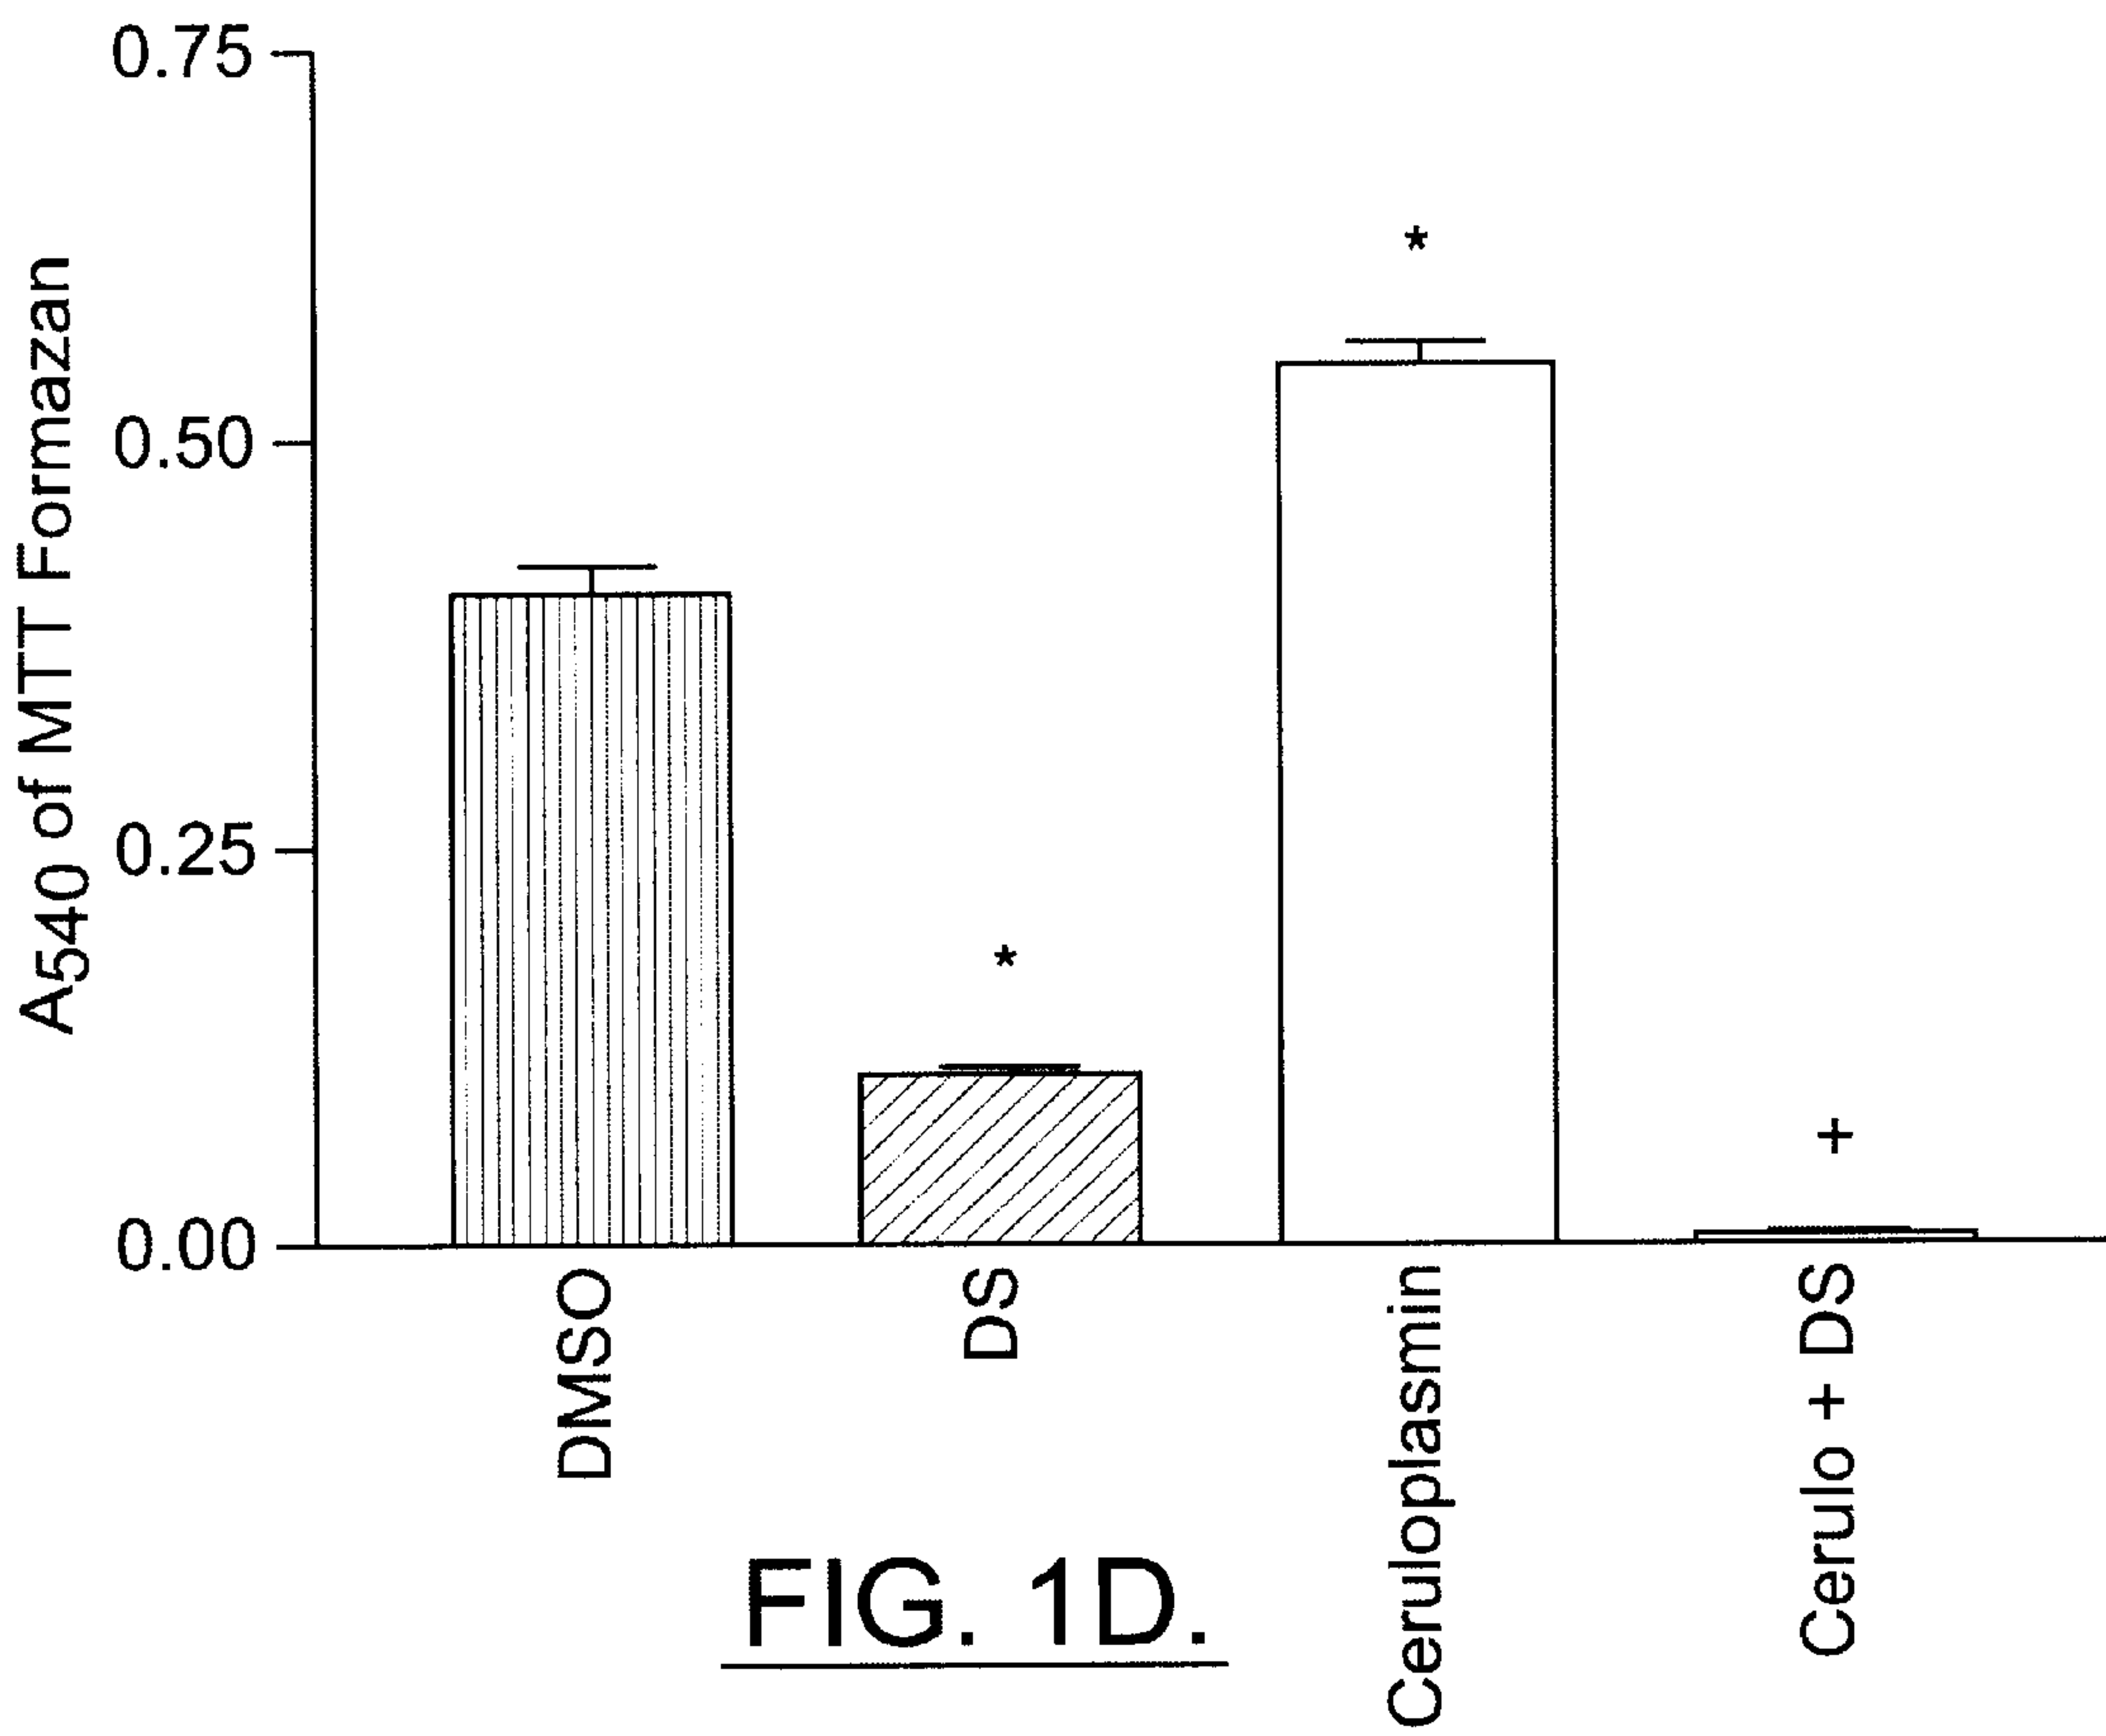 A540 of MTT Formazan
0.75
0.50
0.25
0.00
*
*
+
DMSO
DS
Ceruloplasmin
Cerulo + DS
FIG. 1D.